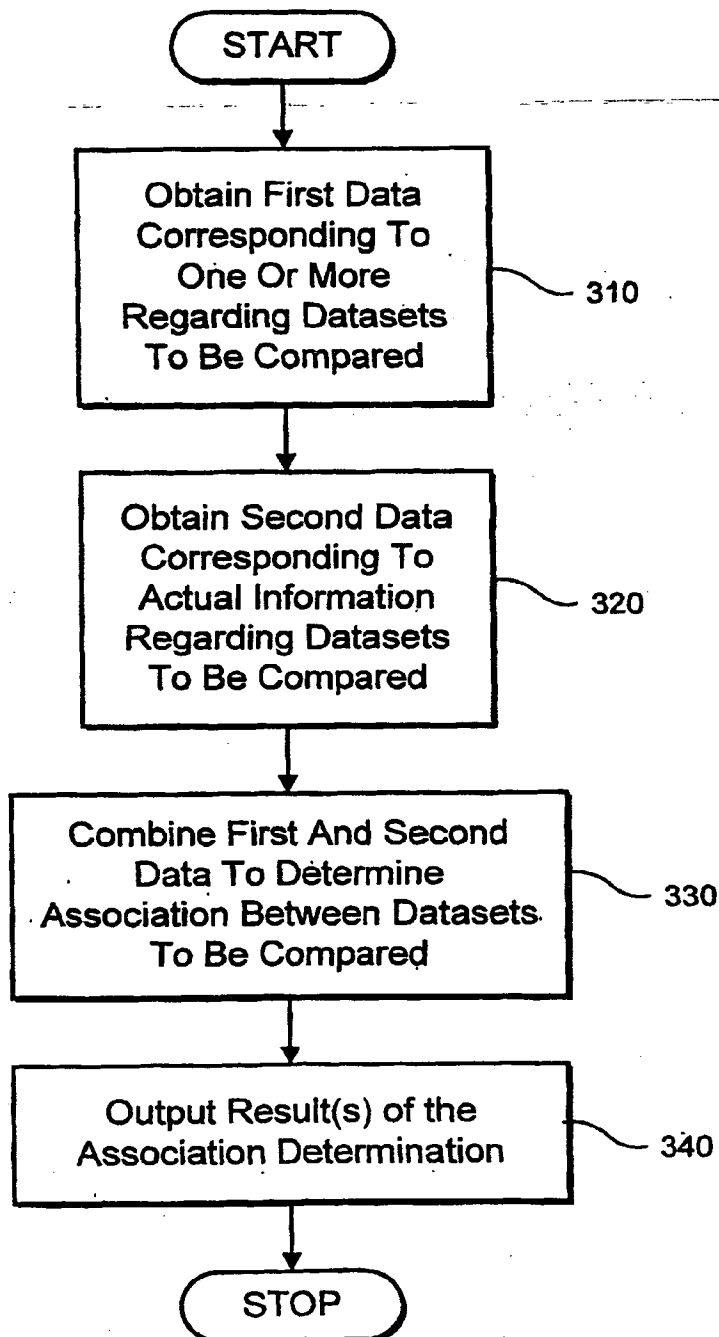 START
Obtain First Data
Corresponding To
One Or More
Regarding Datasets
To Be Compared
310
Obtain Second Data
Corresponding To
Actual Information
Regarding Datasets
To Be Compared
320
Combine First And Second
Data To Determine
Association Between Datasets
To Be Compared
330
Output Result(s) of the
Association Determination
340
STOP